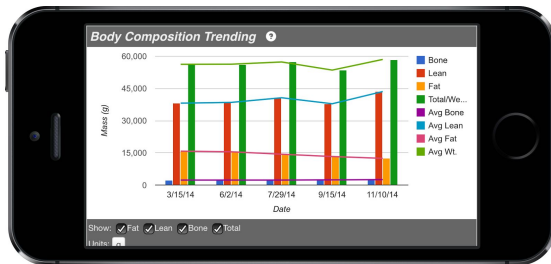 Body Composition Trending ?
60,000
45,000
30,000
15,000
0
Mass (g)
3/15/14 6/2/14 7/29/14 9/15/14 11/10/14
Date
Bone
Lean
Fat
Total/We...
Avg Bone
Avg Lean
Avg Fat
Avg Wt.
Show: Fat Lean Bone Total
Units: g